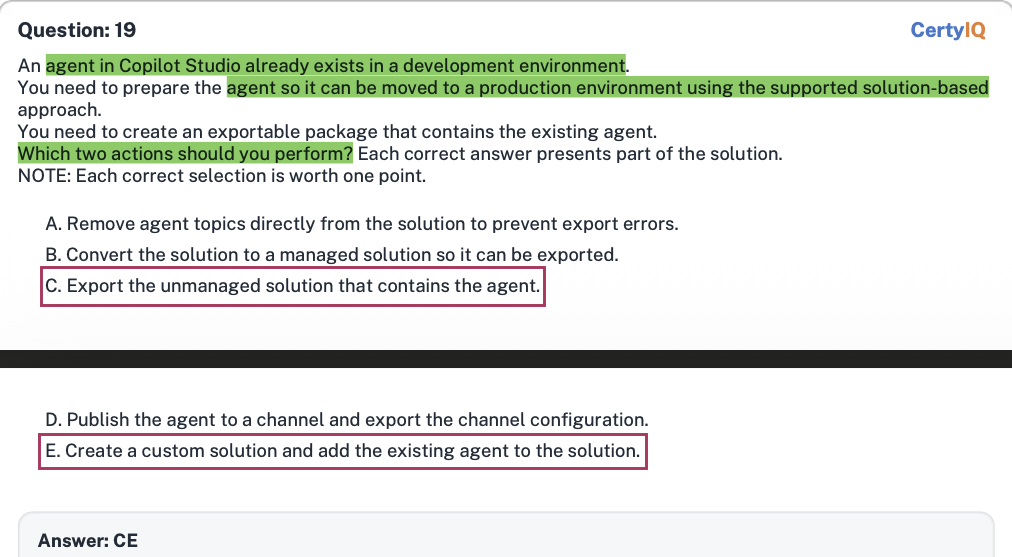 Question: 19
CertyIQ
An agent in Copilot Studio already exists in a development environment.
You need to prepare the agent so it can be moved to a production environment using the supported solution-based
approach.
You need to create an exportable package that contains the existing agent.
Which two actions should you perform? Each correct answer presents part of the solution.
NOTE: Each correct selection is worth one point.
A. Remove agent topics directly from the solution to prevent export errors.
B. Convert the solution to a managed solution so it can be exported.
C. Export the unmanaged solution that contains the agent.
D. Publish the agent to a channel and export the channel configuration.
E. Create a custom solution and add the existing agent to the solution.
Answer: CE